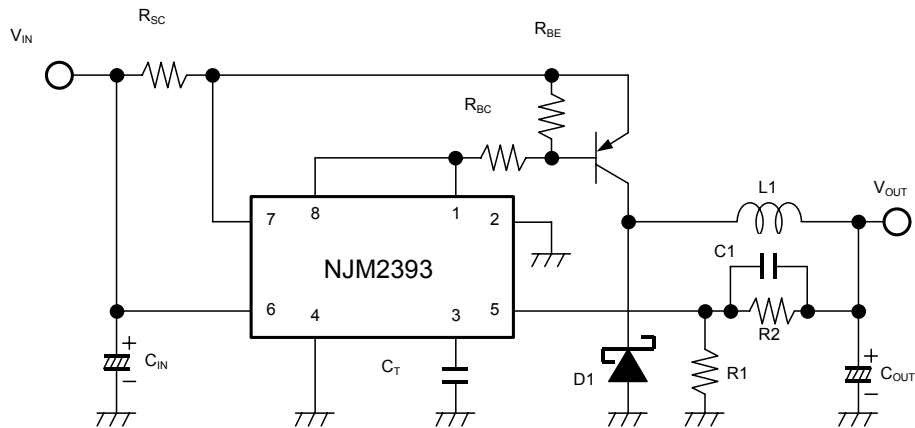 R_SC
V_IN
R_BE
R_BC
L1
V_OUT
7 8 1 2
C1
NJM2393
6 4 3 5
R2
+
C_IN
−
C_T
D1
R1
+
C_OUT
−